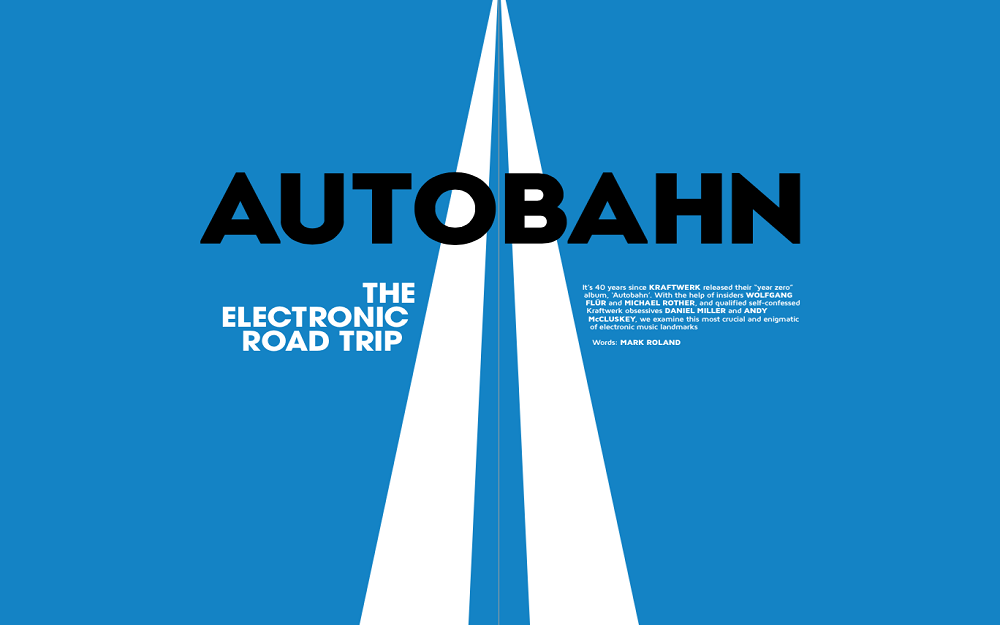 AUTOBAHN
THE
ELECTRONIC
ROAD TRIP
It's 40 years since KRAFTWERK released their "year zero"
album, 'Autobahn'. With the help of insiders WOLFGANG
FLÜR and MICHAEL ROTHER, and qualified self-confessed
Kraftwerk obsessives DANIEL MILLER and ANDY
McCLUSKEY, we examine this most crucial and enigmatic
of electronic music landmarks
Words: MARK ROLAND